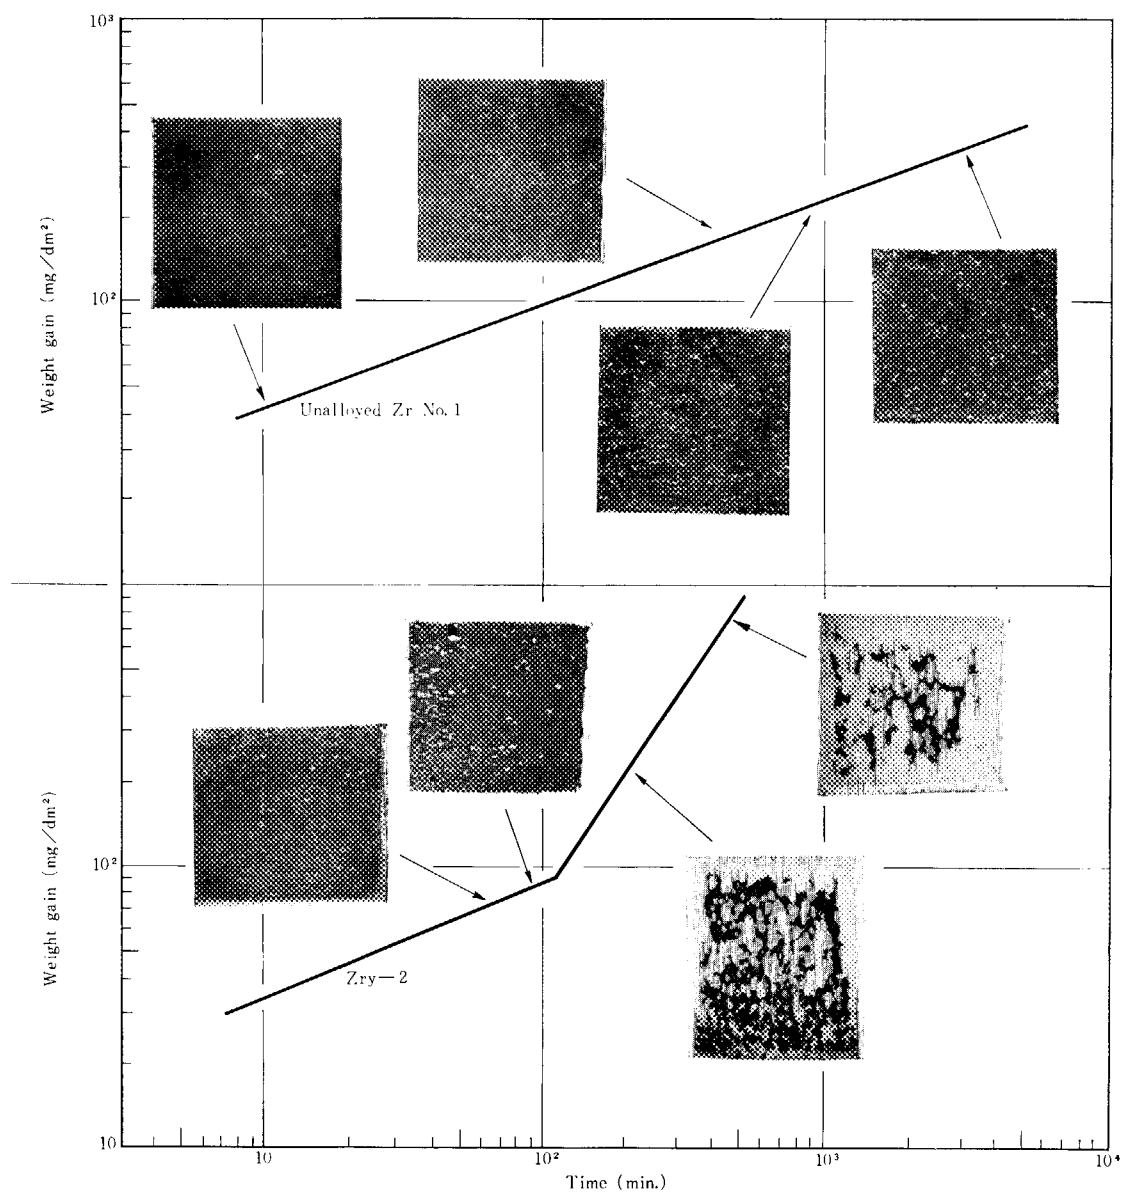 10³
Weight gain (mg/dm²)
10²
Unalloyed Zr No.1
Weight gain (mg/dm²)
10²
Zry—2
10
10 10² 10³ 10⁴
Time (min.)